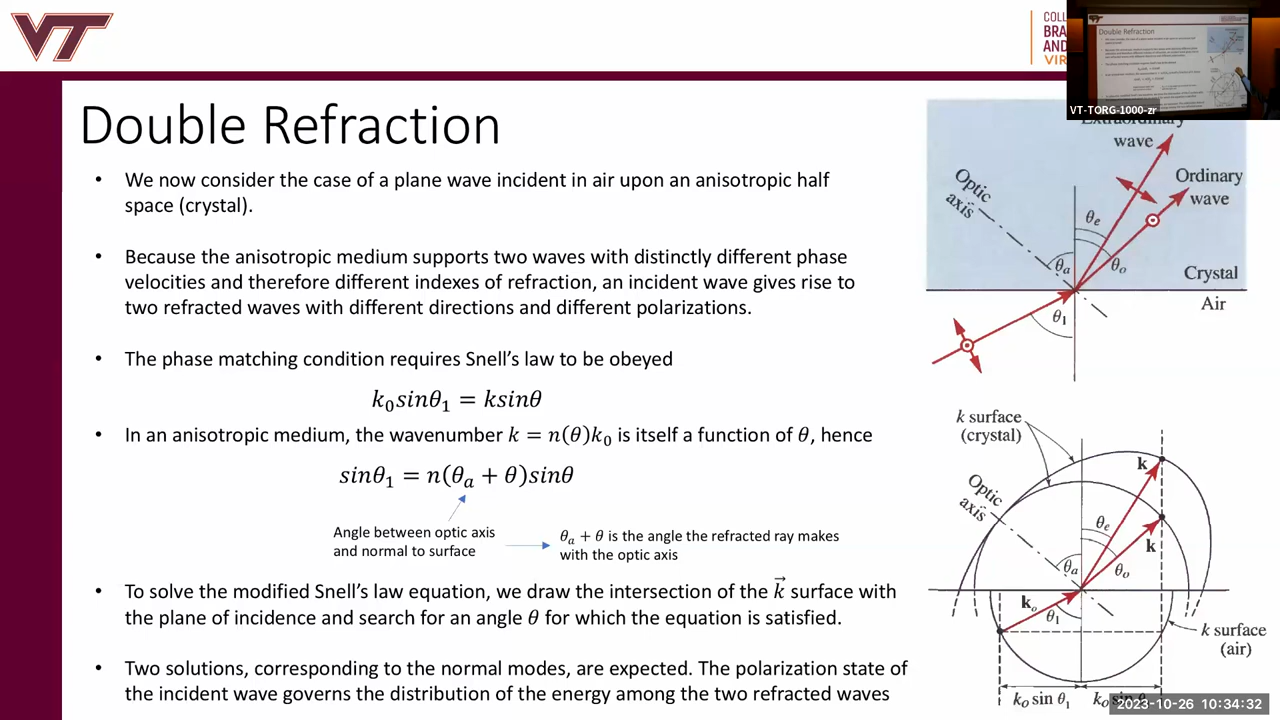 VT
COLL
BRA
AND
VIR
VT-TORG-1000-zr
Double Refraction
• We now consider the case of a plane wave incident in air upon an anisotropic half
space (crystal).
• Because the anisotropic medium supports two waves with distinctly different phase
velocities and therefore different indexes of refraction, an incident wave gives rise to
two refracted waves with different directions and different polarizations.
• The phase matching condition requires Snell’s law to be obeyed
k₀sinθ₁ = ksinθ
• In an anisotropic medium, the wavenumber k = n(θ)k₀ is itself a function of θ, hence
sinθ₁ = n(θₐ + θ)sinθ
Angle between optic axis
and normal to surface
θₐ + θ is the angle the refracted ray makes
with the optic axis
• To solve the modified Snell’s law equation, we draw the intersection of the k⃗ surface with
the plane of incidence and search for an angle θ for which the equation is satisfied.
• Two solutions, corresponding to the normal modes, are expected. The polarization state of
the incident wave governs the distribution of the energy among the two refracted waves
Extraordinary
wave
Ordinary
wave
Optic
axis
θₑ
θₐ
θₒ
Crystal
Air
θ₁
k surface
(crystal)
k
Optic
axis
θₑ
k
θₐ
θₒ
kₒ
θ₁
k surface
(air)
kₒ sin θ₁
kₒ sin θ₁
2023-10-26 10:34:32